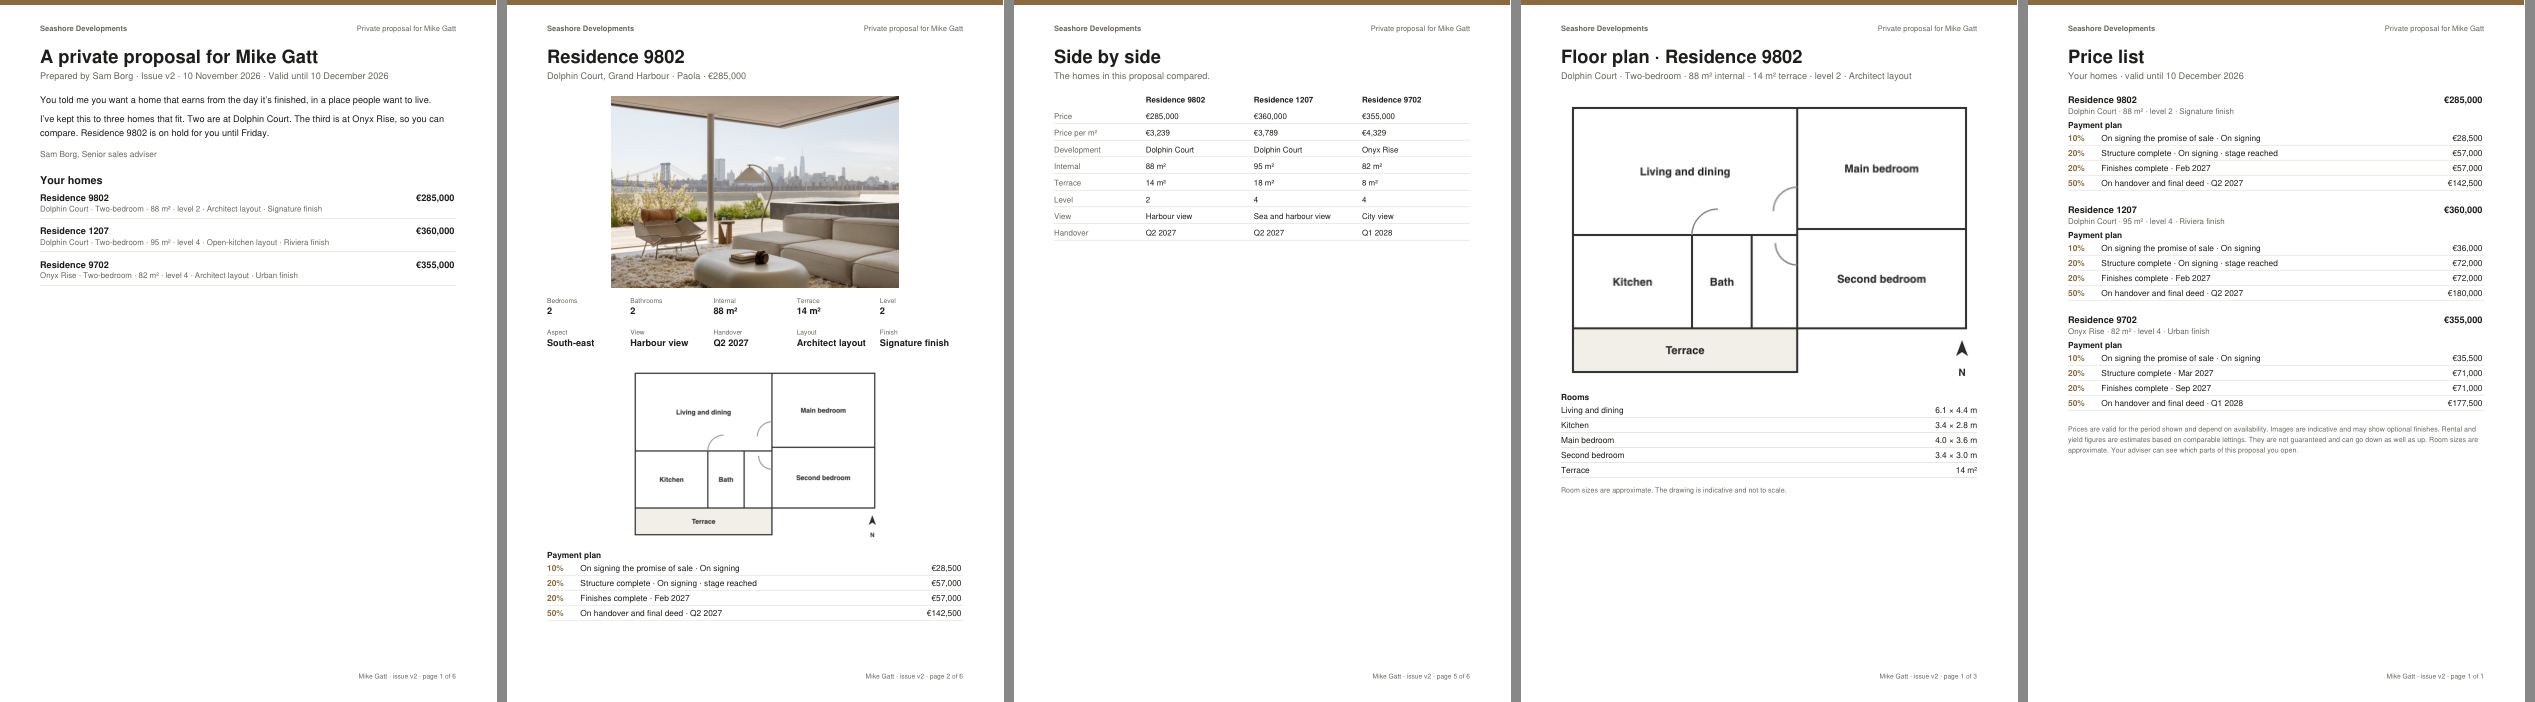 Seashore Developments
Private proposal for Mike Gatt
A private proposal for Mike Gatt
Prepared by Sam Borg · Issue v2 · 10 November 2026 · Valid until 10 December 2026
You told me you want a home that earns from the day it's finished, in a place people want to live.
I've kept this to three homes that fit. Two are at Dolphin Court. The third is at Onyx Rise, so you can
compare. Residence 9802 is on hold for you until Friday.
Sam Borg, Senior sales adviser
Your homes
Residence 9802 €285,000
Dolphin Court · Two-bedroom · 88 m² · level 2 · Architect layout · Signature finish
Residence 1207 €360,000
Dolphin Court · Two-bedroom · 95 m² · level 4 · Open-kitchen layout · Riviera finish
Residence 9702 €355,000
Onyx Rise · Two-bedroom · 82 m² · level 4 · Architect layout · Urban finish
Mike Gatt · issue v2 · page 1 of 6
Seashore Developments
Private proposal for Mike Gatt
Residence 9802
Dolphin Court, Grand Harbour · Paola · €285,000
Bedrooms Bathrooms Internal Terrace Level
2 2 88 m² 14 m² 2
Aspect View Handover Layout Finish
South-east Harbour view Q2 2027 Architect layout Signature finish
Living and dining
Main bedroom
Kitchen
Bath
Second bedroom
Terrace
N
Payment plan
10% On signing the promise of sale · On signing €28,500
20% Structure complete · On signing · stage reached €57,000
20% Finishes complete · Feb 2027 €57,000
50% On handover and final deed · Q2 2027 €142,500
Mike Gatt · issue v2 · page 2 of 6
Seashore Developments
Private proposal for Mike Gatt
Side by side
The homes in this proposal compared.
Residence 9802 Residence 1207 Residence 9702
Price €285,000 €360,000 €355,000
Price per m² €3,239 €3,789 €4,329
Development Dolphin Court Dolphin Court Onyx Rise
Internal 88 m² 95 m² 82 m²
Terrace 14 m² 18 m² 8 m²
Level 2 4 4
View Harbour view Sea and harbour view City view
Handover Q2 2027 Q2 2027 Q1 2028
Mike Gatt · issue v2 · page 5 of 6
Seashore Developments
Private proposal for Mike Gatt
Floor plan · Residence 9802
Dolphin Court · Two-bedroom · 88 m² internal · 14 m² terrace · level 2 · Architect layout
Living and dining
Main bedroom
Kitchen
Bath
Second bedroom
Terrace
N
Rooms
Living and dining 6.1 × 4.4 m
Kitchen 3.4 × 2.8 m
Main bedroom 4.0 × 3.6 m
Second bedroom 3.4 × 3.0 m
Terrace 14 m²
Room sizes are approximate. The drawing is indicative and not to scale.
Mike Gatt · issue v2 · page 1 of 3
Seashore Developments
Private proposal for Mike Gatt
Price list
Your homes · valid until 10 December 2026
Residence 9802 €285,000
Dolphin Court · 88 m² · level 2 · Signature finish
Payment plan
10% On signing the promise of sale · On signing €28,500
20% Structure complete · On signing · stage reached €57,000
20% Finishes complete · Feb 2027 €57,000
50% On handover and final deed · Q2 2027 €142,500
Residence 1207 €360,000
Dolphin Court · 95 m² · level 4 · Riviera finish
Payment plan
10% On signing the promise of sale · On signing €36,000
20% Structure complete · On signing · stage reached €72,000
20% Finishes complete · Feb 2027 €72,000
50% On handover and final deed · Q2 2027 €180,000
Residence 9702 €355,000
Onyx Rise · 82 m² · level 4 · Urban finish
Payment plan
10% On signing the promise of sale · On signing €35,500
20% Structure complete · Mar 2027 €71,000
20% Finishes complete · Sep 2027 €71,000
50% On handover and final deed · Q1 2028 €177,500
Prices are valid for the period shown and depend on availability. Images are indicative and may show optional finishes. Rental and
yield figures are estimates based on comparable lettings. They are not guaranteed and can go down as well as up. Room sizes are
approximate. Your adviser can see which parts of this proposal you open.
Mike Gatt · issue v2 · page 1 of 1